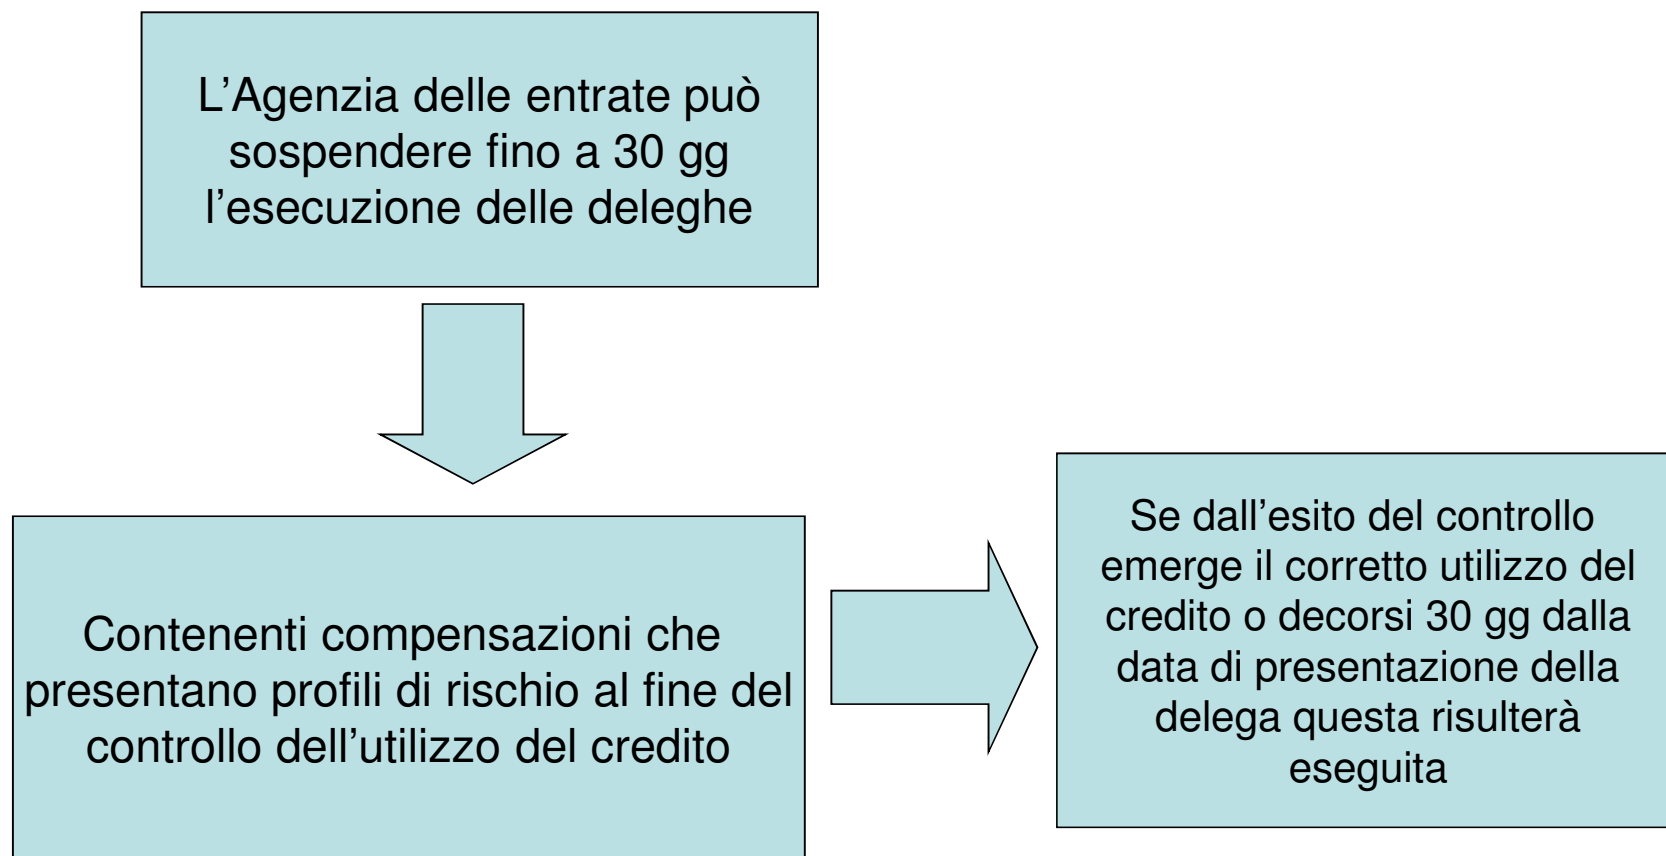 L’Agenzia delle entrate può
sospendere fino a 30 gg
l’esecuzione delle deleghe
Contenenti compensazioni che
presentano profili di rischio al fine del
controllo dell’utilizzo del credito
Se dall’esito del controllo
emerge il corretto utilizzo del
credito o decorsi 30 gg dalla
data di presentazione della
delega questa risulterà
eseguita